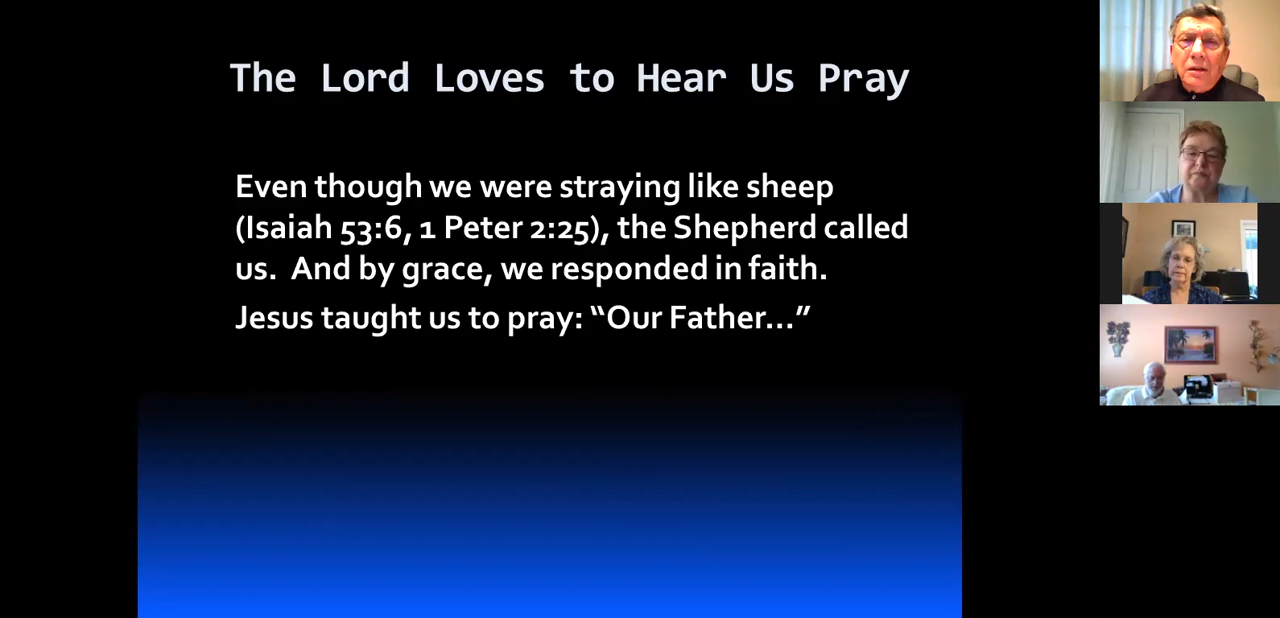 The Lord Loves to Hear Us Pray
Even though we were straying like sheep
(Isaiah 53:6, 1 Peter 2:25), the Shepherd called
us.  And by grace, we responded in faith.
Jesus taught us to pray: “Our Father…”